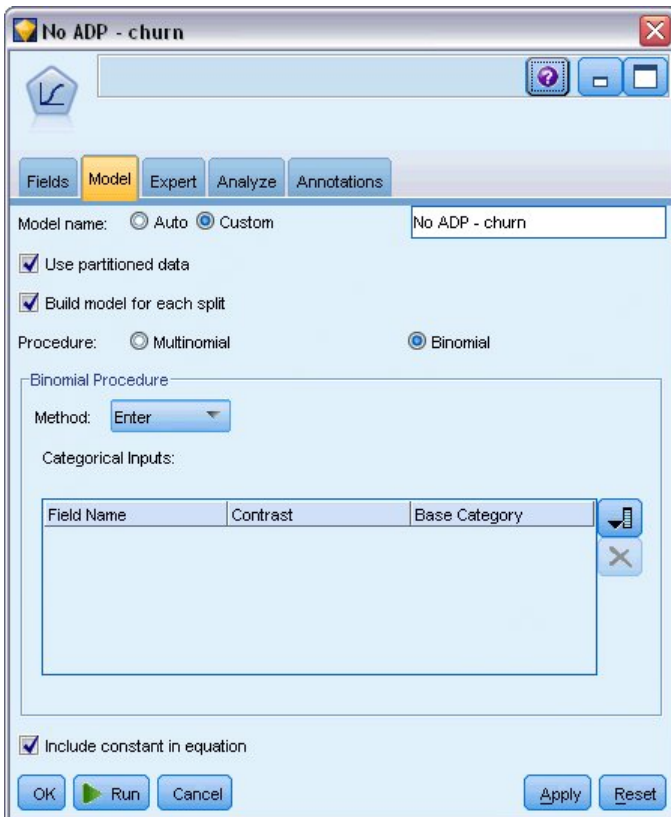 No ADP - churn
Fields Model Expert Analyze Annotations
Model name: Auto Custom No ADP - churn
Use partitioned data
Build model for each split
Procedure: Multinomial Binomial
Binomial Procedure
Method: Enter
Categorical Inputs:
Field Name Contrast Base Category
Include constant in equation
OK Run Cancel Apply Reset